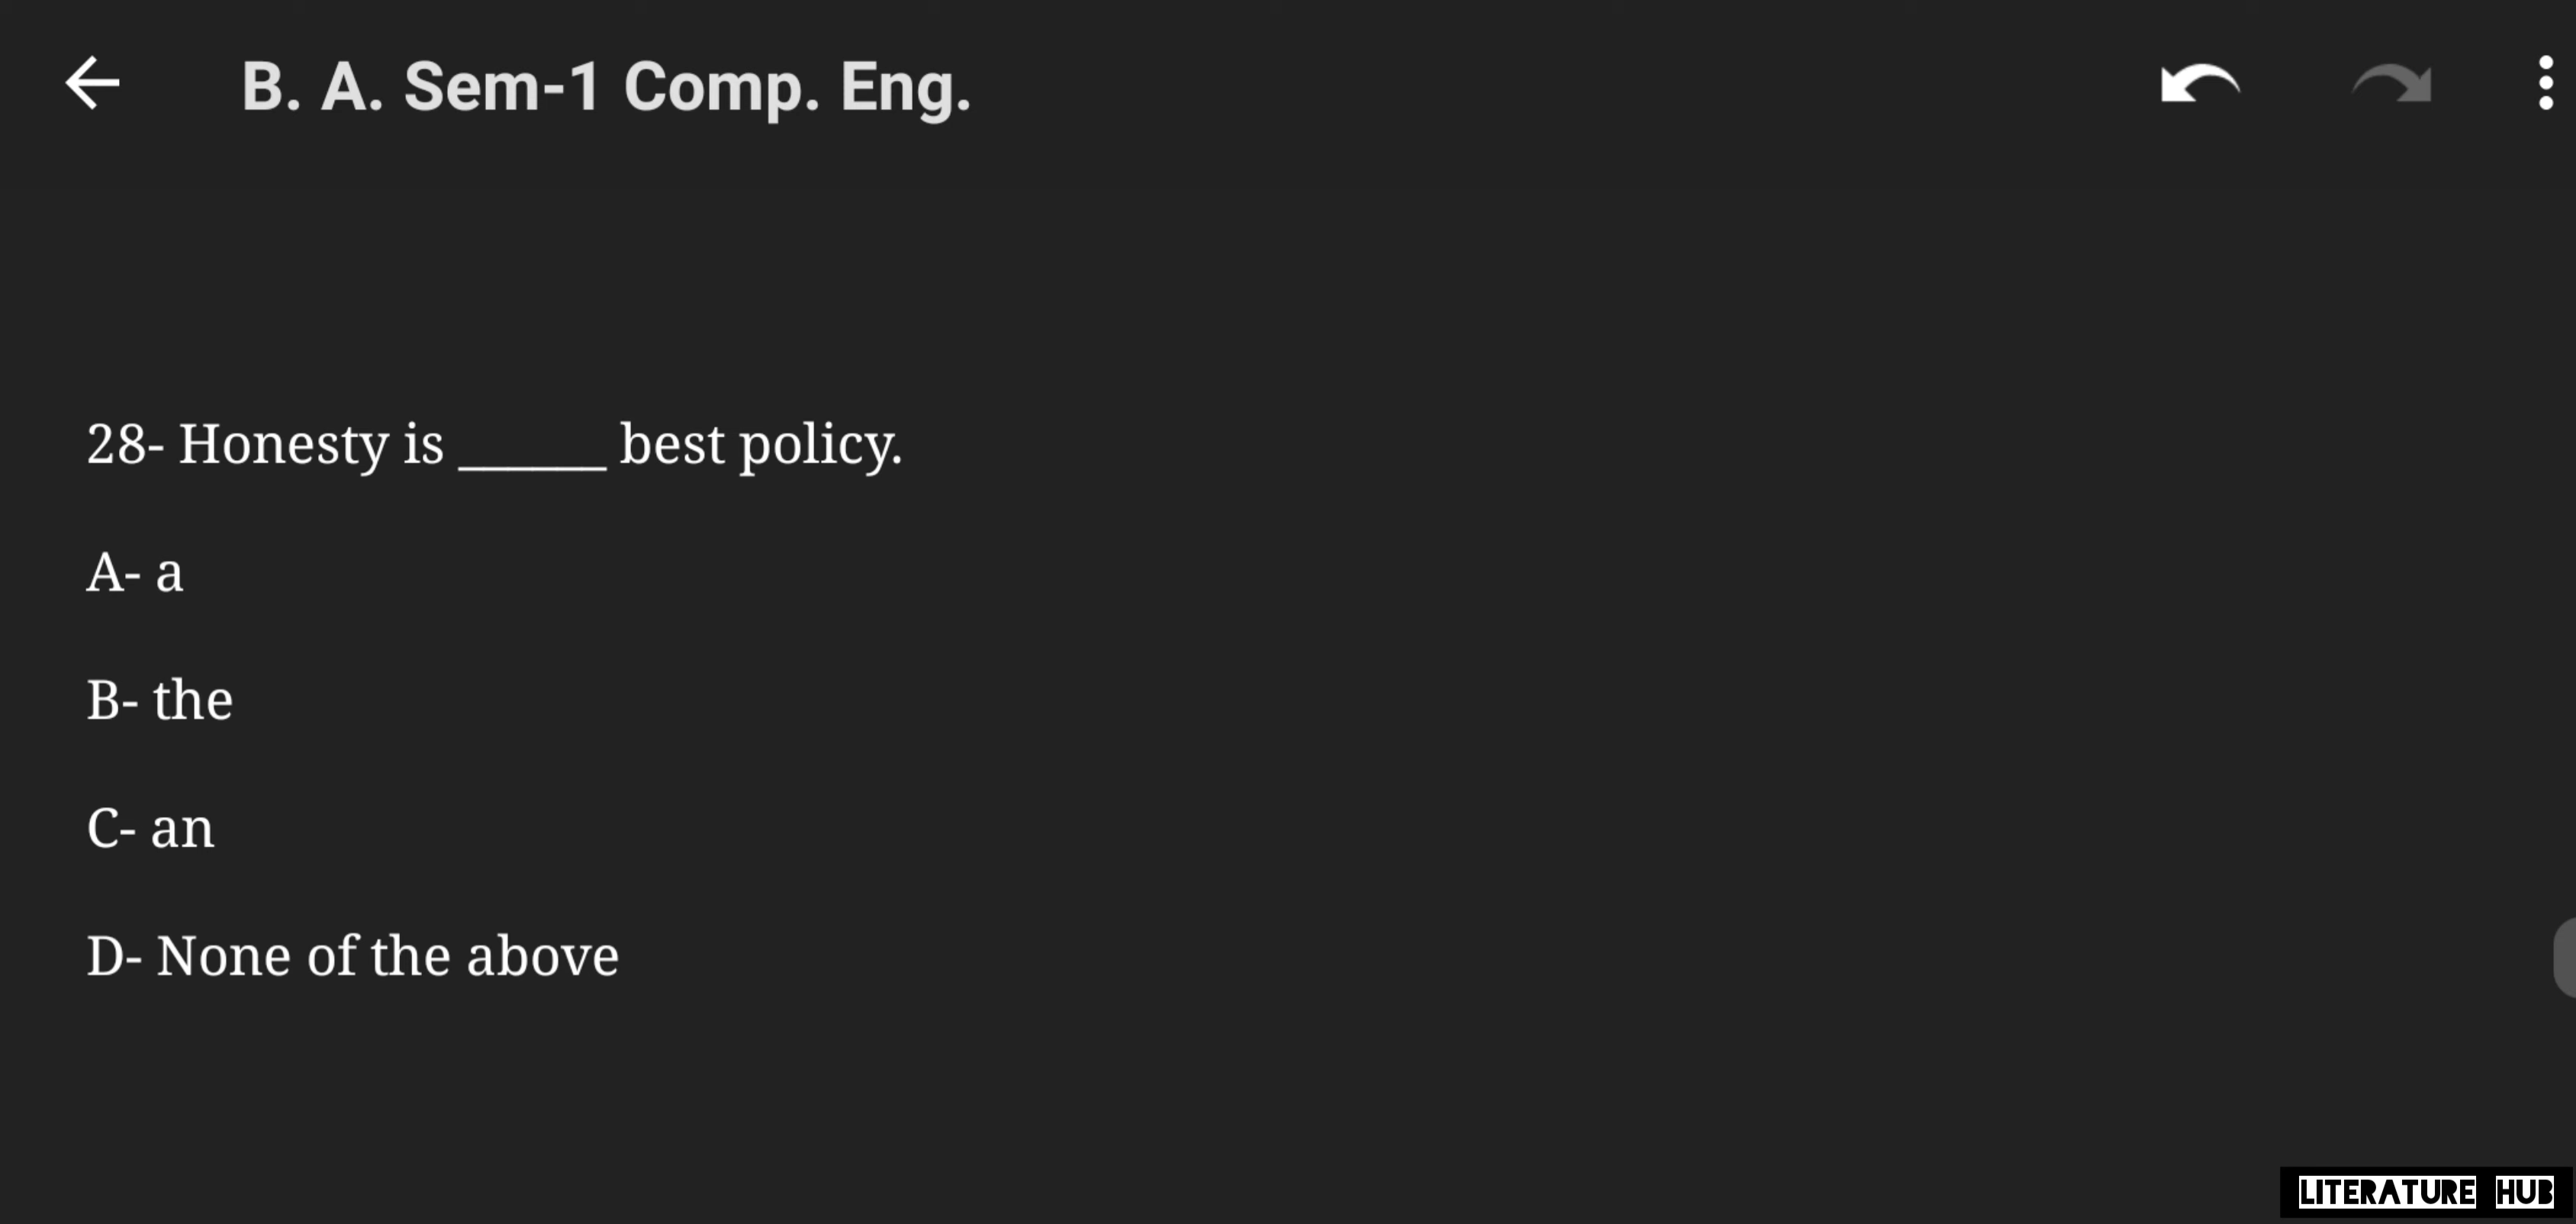 B. A. Sem-1 Comp. Eng.
28- Honesty is ______ best policy.
A- a
B- the
C- an
D- None of the above
LITERATURE HUB